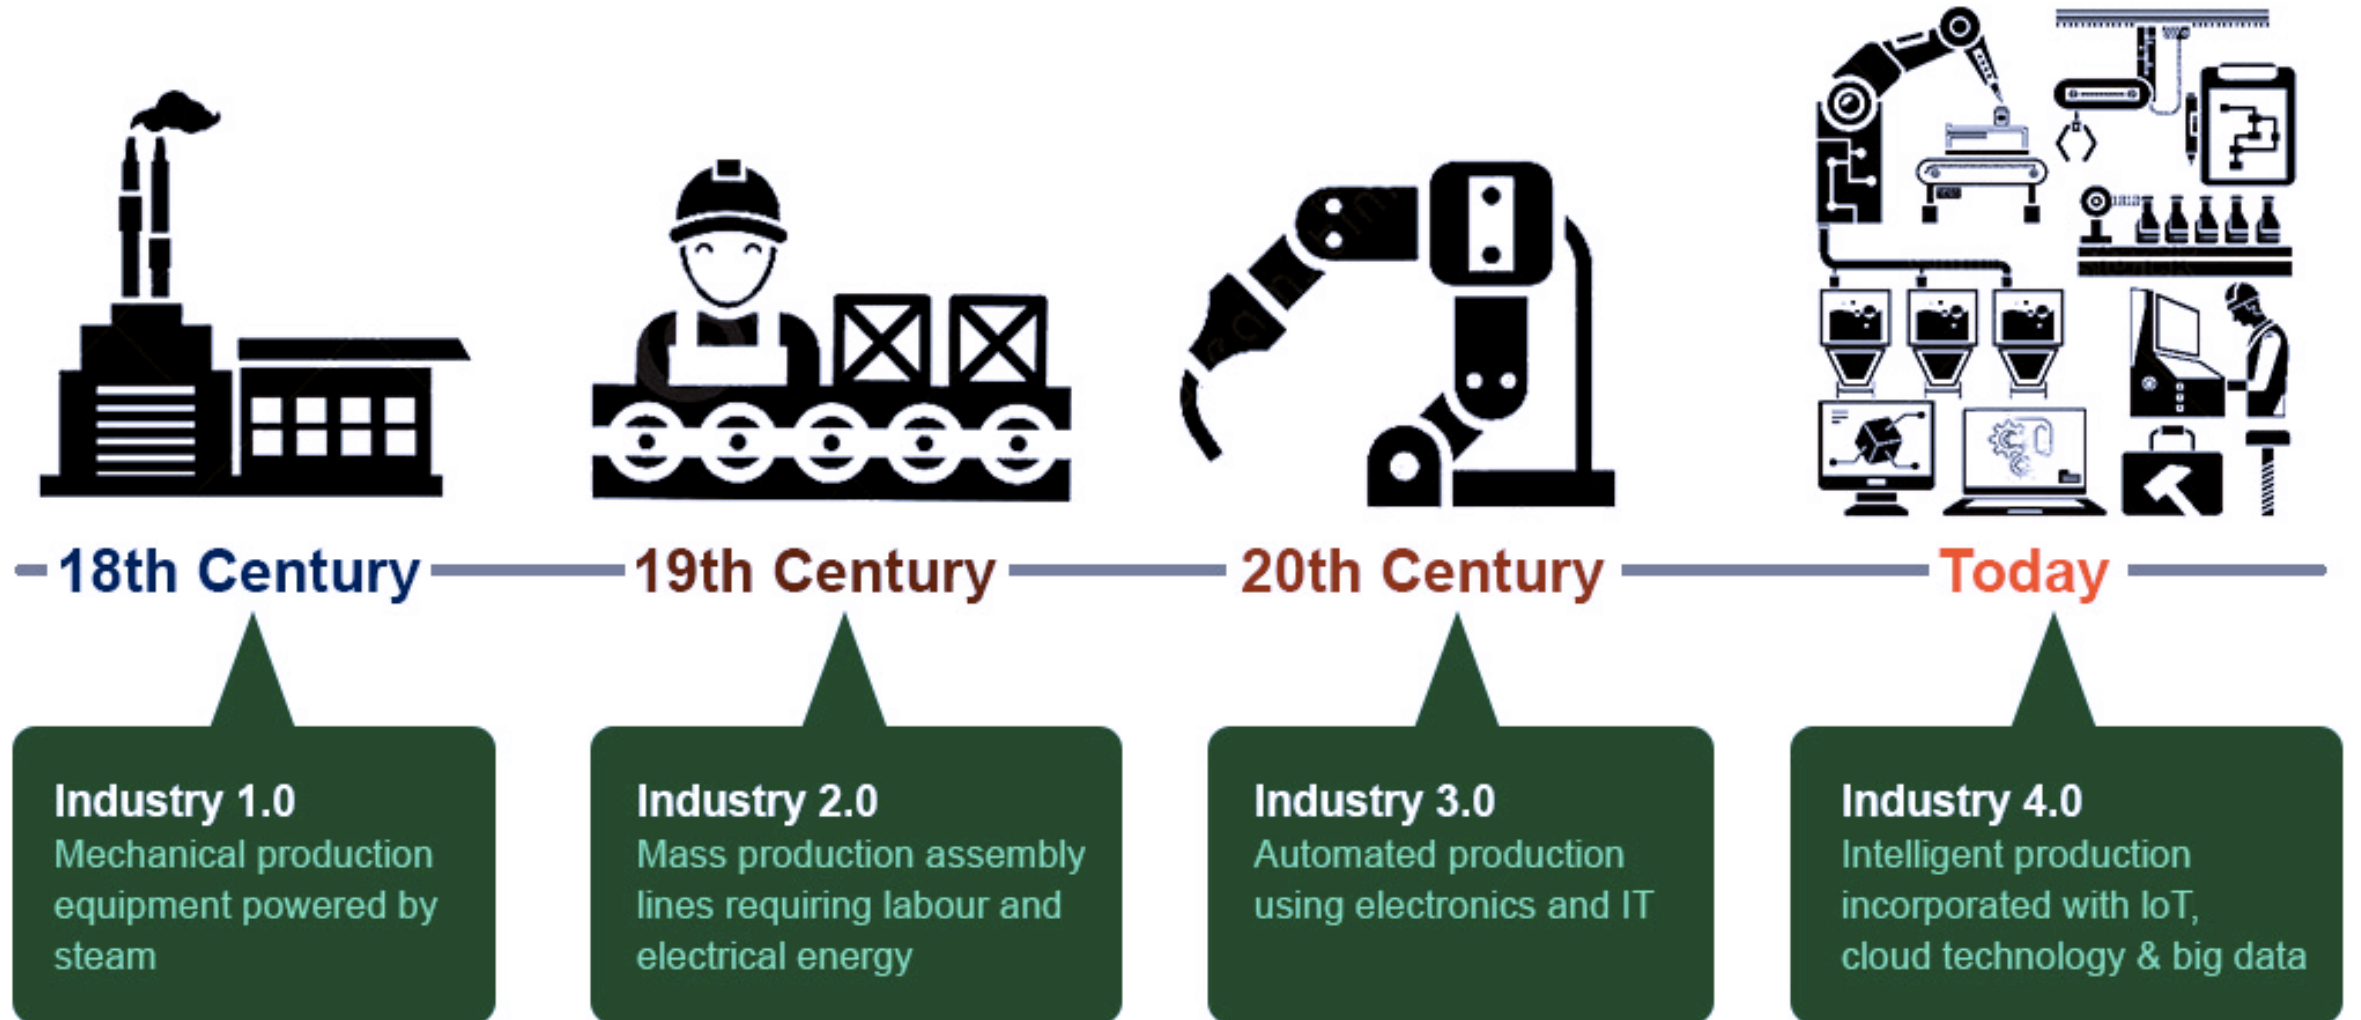 18th Century
19th Century
20th Century
Today
Industry 1.0
Mechanical production
equipment powered by
steam
Industry 2.0
Mass production assembly
lines requiring labour and
electrical energy
Industry 3.0
Automated production
using electronics and IT
Industry 4.0
Intelligent production
incorporated with IoT,
cloud technology & big data